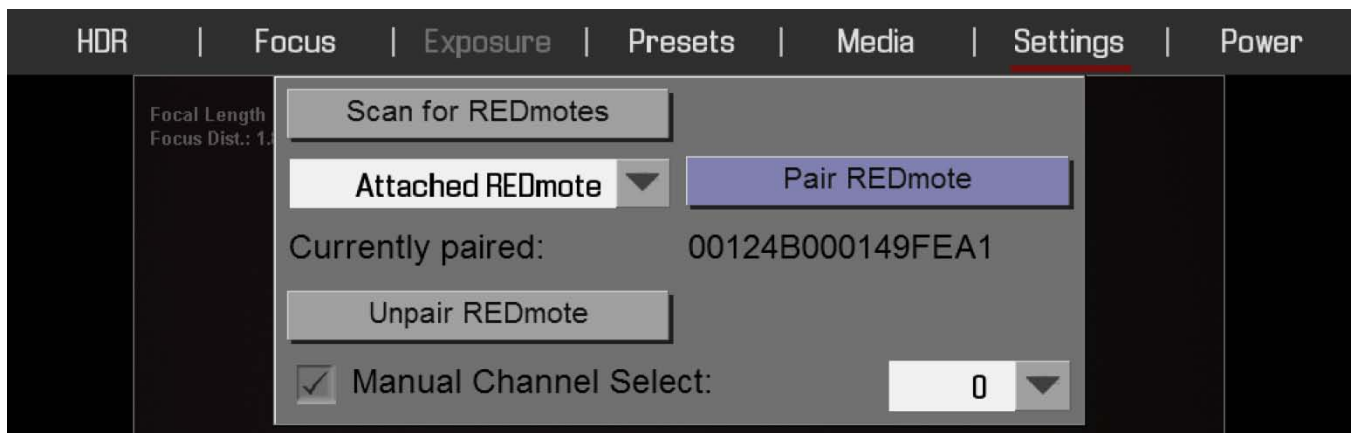 HDR | Focus | Exposure | Presets | Media | Settings | Power
Focal Length
Focus Dist.: 1.
Scan for REDmotes
Attached REDmote
Pair REDmote
Currently paired: 00124B000149FEA1
Unpair REDmote
Manual Channel Select: 0